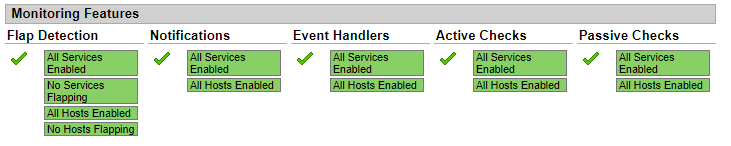 Monitoring Features
Flap Detection
Notifications
Event Handlers
Active Checks
Passive Checks
All Services
Enabled
No Services
Flapping
All Hosts Enabled
No Hosts Flapping
All Services
Enabled
All Hosts Enabled
All Services
Enabled
All Hosts Enabled
All Services
Enabled
All Hosts Enabled
All Services
Enabled
All Hosts Enabled